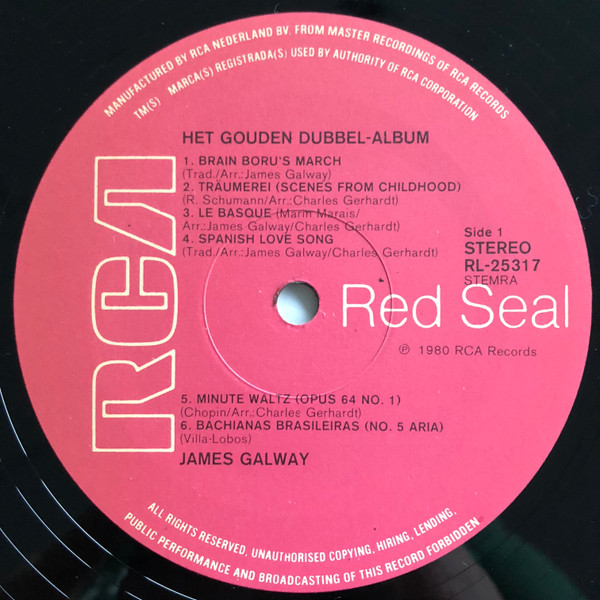 MANUFACTURED BY RCA NEDERLAND BV. FROM MASTER RECORDINGS OF RCA RECORDS
TM(S) MARCA(S) REGISTRADA(S) USED BY AUTHORITY OF RCA CORPORATION
HET GOUDEN DUBBEL-ALBUM
1. BRAIN BORU'S MARCH
(Trad./Arr.:James Galway)
2. TRÄUMEREI (SCENES FROM CHILDHOOD)
(R. Schumann/Arr.:Charles Gerhardt)
3. LE BASQUE (Marin Marais/
Arr.:James Galway/Charles Gerhardt)
4. SPANISH LOVE SONG
(Trad./Arr.:James Galway/Charles Gerhardt)
Side 1
STEREO
RL-25317
STEMRA
RCA
Red Seal
℗ 1980 RCA Records
5. MINUTE WALTZ (OPUS 64 NO. 1)
(Chopin/Arr.:Charles Gerhardt)
6. BACHIANAS BRASILEIRAS (NO. 5 ARIA)
(Villa-Lobos)
JAMES GALWAY
ALL RIGHTS RESERVED, UNAUTHORISED COPYING, HIRING, LENDING,
PUBLIC PERFORMANCE AND BROADCASTING OF THIS RECORD FORBIDDEN